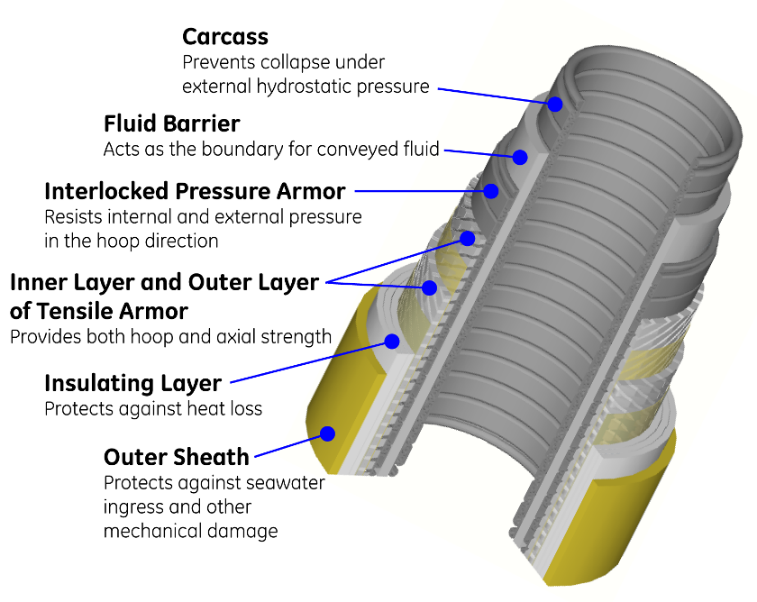 Carcass
Prevents collapse under
external hydrostatic pressure
Fluid Barrier
Acts as the boundary for conveyed fluid
Interlocked Pressure Armor
Resists internal and external pressure
in the hoop direction
Inner Layer and Outer Layer
of Tensile Armor
Provides both hoop and axial strength
Insulating Layer
Protects against heat loss
Outer Sheath
Protects against seawater
ingress and other
mechanical damage